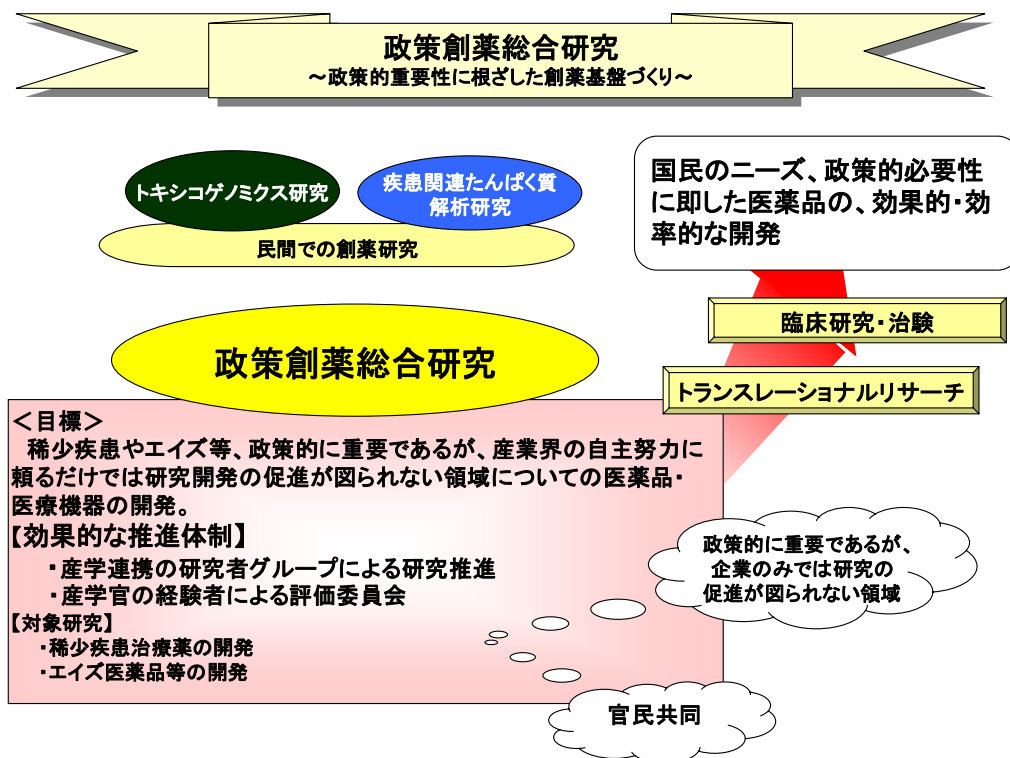 政策創薬総合研究
～政策的重要性に根ざした創薬基盤づくり～
トキシコゲノミクス研究
疾患関連たんぱく質
解析研究
民間での創薬研究
国民のニーズ、政策的必要性
に即した医薬品の、効果的・効
率的な開発
臨床研究・治験
トランスレーショナルリサーチ
政策創薬総合研究
＜目標＞
稀少疾患やエイズ等、政策的に重要であるが、産業界の自主努力に
頼るだけでは研究開発の促進が図られない領域についての医薬品・
医療機器の開発。
【効果的な推進体制】
・産学連携の研究者グループによる研究推進
・産学官の経験者による評価委員会
【対象研究】
・稀少疾患治療薬の開発
・エイズ医薬品等の開発
政策的に重要であるが、
企業のみでは研究の
促進が図られない領域
官民共同